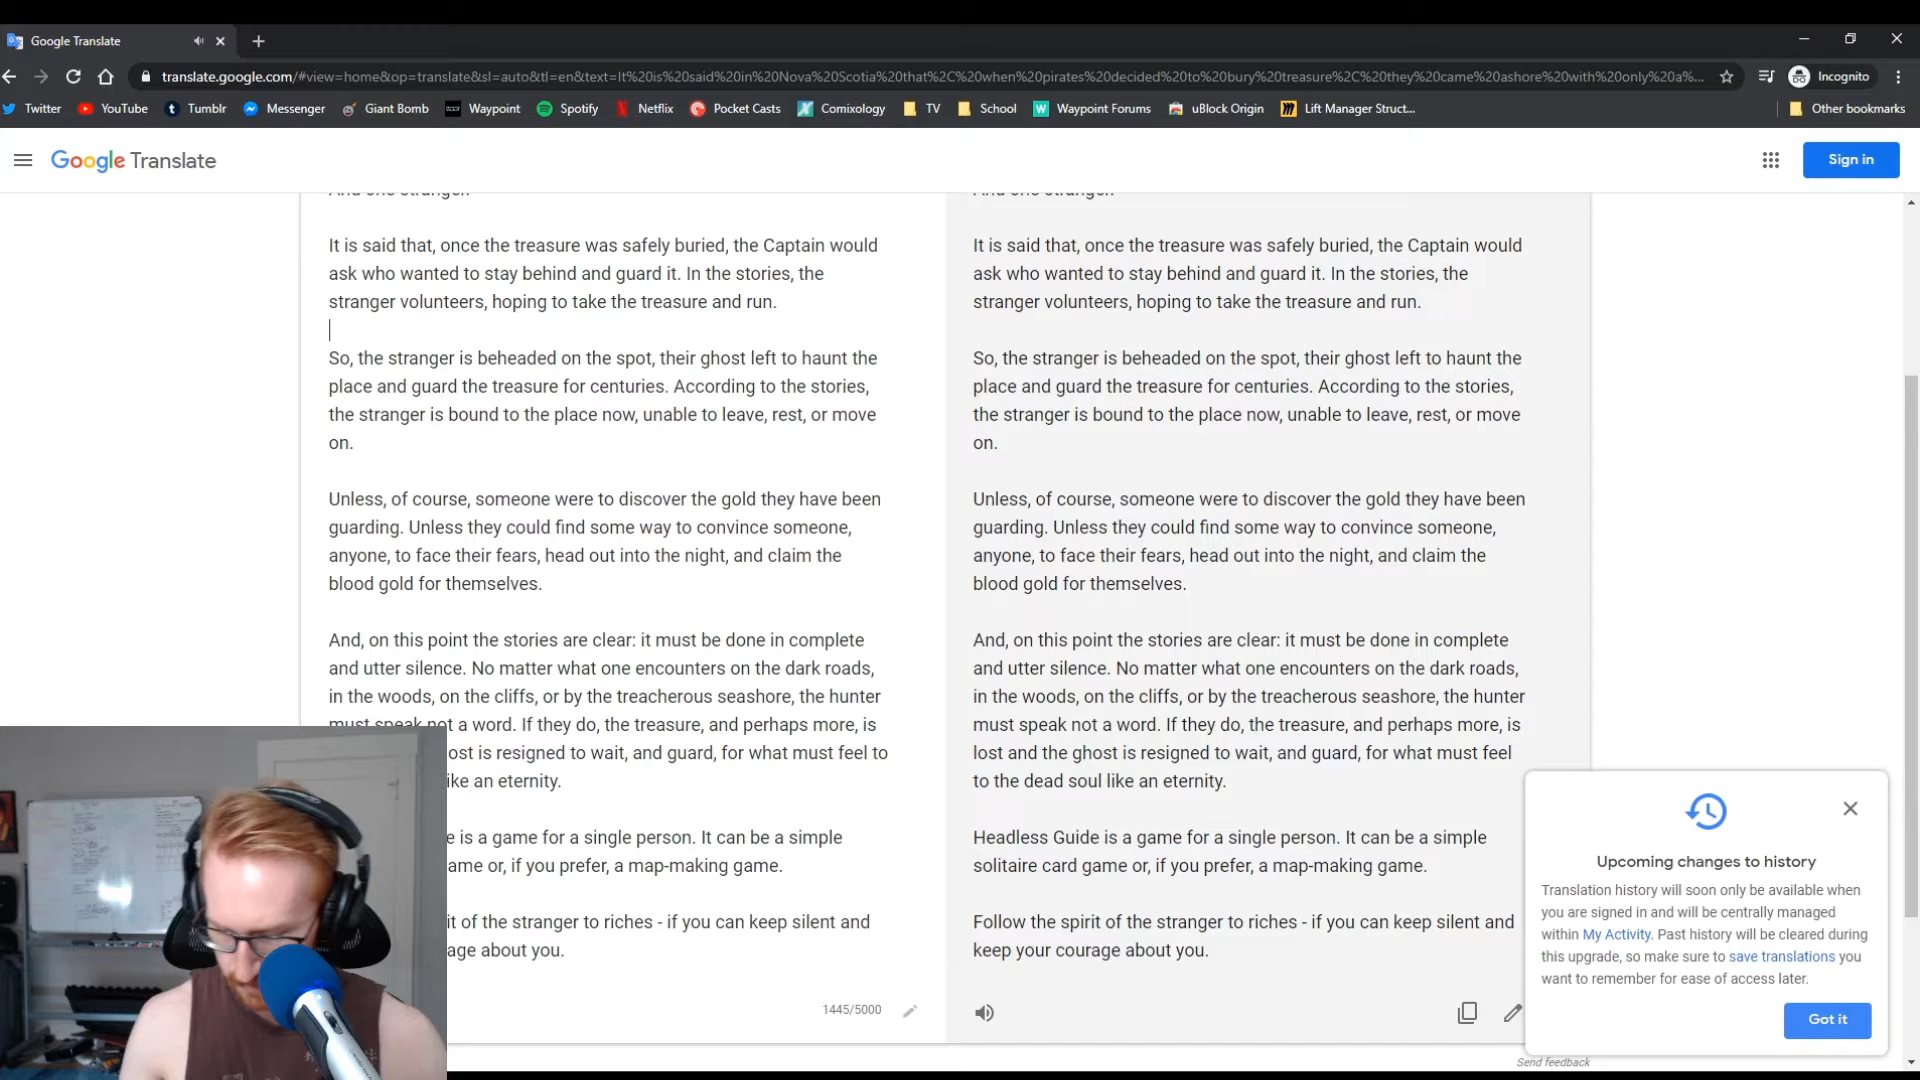 Google Translate
translate.google.com/#view=home&op=translate&sl=auto&tl=en&text=It%20is%20said%20in%20Nova%20Scotia%20that%2C%20when%20pirates%20decided%20to%20bury%20treasure%2C%20they%20came%20ashore%20with%20only%20a%...
Incognito
Twitter YouTube Tumblr Messenger Giant Bomb Waypoint Spotify Netflix Pocket Casts Comixology TV School Waypoint Forums uBlock Origin Lift Manager Struct... Other bookmarks
Google Translate
Sign in
It is said that, once the treasure was safely buried, the Captain would
ask who wanted to stay behind and guard it. In the stories, the
stranger volunteers, hoping to take the treasure and run.
So, the stranger is beheaded on the spot, their ghost left to haunt the
place and guard the treasure for centuries. According to the stories,
the stranger is bound to the place now, unable to leave, rest, or move
on.
Unless, of course, someone were to discover the gold they have been
guarding. Unless they could find some way to convince someone,
anyone, to face their fears, head out into the night, and claim the
blood gold for themselves.
And, on this point the stories are clear: it must be done in complete
and utter silence. No matter what one encounters on the dark roads,
in the woods, on the cliffs, or by the treacherous seashore, the hunter
must speak not a word. If they do, the treasure, and perhaps more, is
ost is resigned to wait, and guard, for what must feel to
ike an eternity.
e is a game for a single person. It can be a simple
ame or, if you prefer, a map-making game.
it of the stranger to riches - if you can keep silent and
age about you.
1445/5000
And one stranger.
It is said that, once the treasure was safely buried, the Captain would
ask who wanted to stay behind and guard it. In the stories, the
stranger volunteers, hoping to take the treasure and run.
So, the stranger is beheaded on the spot, their ghost left to haunt the
place and guard the treasure for centuries. According to the stories,
the stranger is bound to the place now, unable to leave, rest, or move
on.
Unless, of course, someone were to discover the gold they have been
guarding. Unless they could find some way to convince someone,
anyone, to face their fears, head out into the night, and claim the
blood gold for themselves.
And, on this point the stories are clear: it must be done in complete
and utter silence. No matter what one encounters on the dark roads,
in the woods, on the cliffs, or by the treacherous seashore, the hunter
must speak not a word. If they do, the treasure, and perhaps more, is
lost and the ghost is resigned to wait, and guard, for what must feel
to the dead soul like an eternity.
Headless Guide is a game for a single person. It can be a simple
solitaire card game or, if you prefer, a map-making game.
Follow the spirit of the stranger to riches - if you can keep silent and
keep your courage about you.
Upcoming changes to history
Translation history will soon only be available when
you are signed in and will be centrally managed
within My Activity. Past history will be cleared during
this upgrade, so make sure to save translations you
want to remember for ease of access later.
Got it
Send feedback